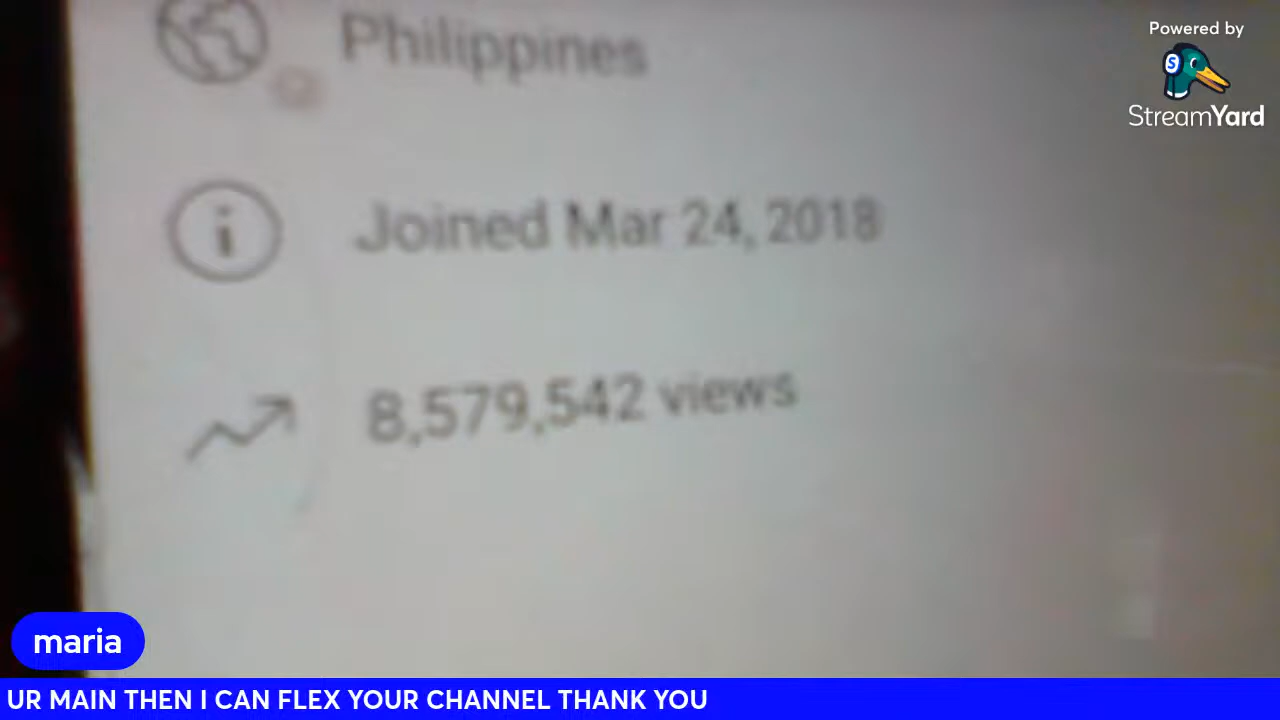 Philippines
Powered by
S
StreamYard
Joined Mar 24, 2018
8,579,542 views
maria
UR MAIN THEN I CAN FLEX YOUR CHANNEL THANK YOU